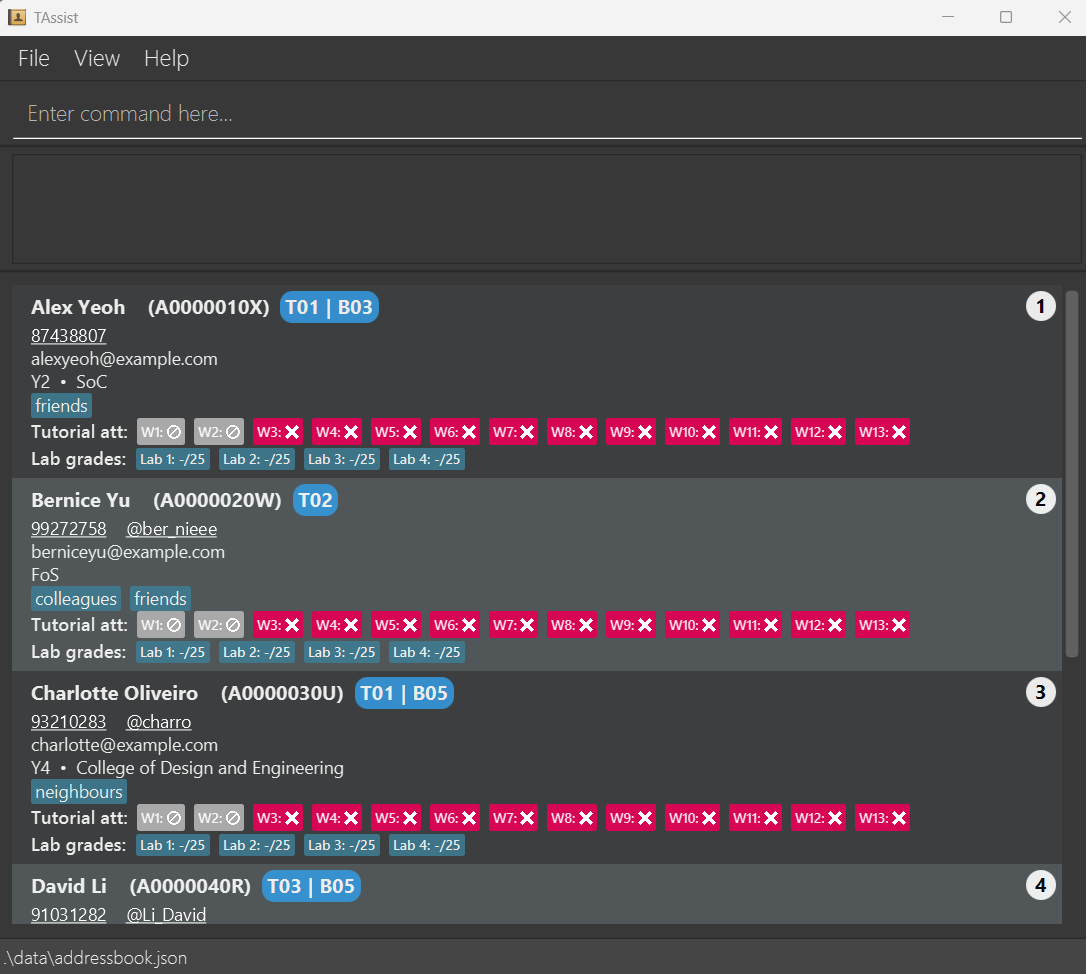 TAssist
File View Help
Enter command here...
Alex Yeoh (A0000010X) T01 | B03 1
87438807
alexyeoh@example.com
Y2 • SoC
friends
Tutorial att: W1: W2: W3: W4: W5: W6: W7: W8: W9: W10: W11: W12: W13:
Lab grades: Lab 1: -/25 Lab 2: -/25 Lab 3: -/25 Lab 4: -/25
Bernice Yu (A0000020W) T02 2
99272758 @ber_nieee
berniceyu@example.com
FoS
colleagues friends
Tutorial att: W1: W2: W3: W4: W5: W6: W7: W8: W9: W10: W11: W12: W13:
Lab grades: Lab 1: -/25 Lab 2: -/25 Lab 3: -/25 Lab 4: -/25
Charlotte Oliveiro (A0000030U) T01 | B05 3
93210283 @charro
charlotte@example.com
Y4 • College of Design and Engineering
neighbours
Tutorial att: W1: W2: W3: W4: W5: W6: W7: W8: W9: W10: W11: W12: W13:
Lab grades: Lab 1: -/25 Lab 2: -/25 Lab 3: -/25 Lab 4: -/25
David Li (A0000040R) T03 | B05 4
91031282 @Li_David
.\data\addressbook.json